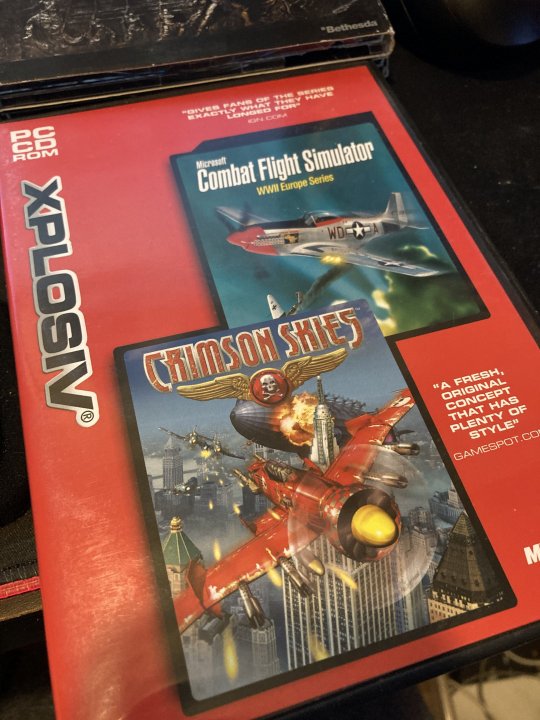 Bethesda
"GIVES FANS OF THE SERIES
EXACTLY WHAT THEY HAVE
LONGED FOR"
IGN.COM
PC
CD
ROM
XPLOSIV®
Microsoft
Combat Flight Simulator
WWII Europe Series
WD A
CRIMSON SKIES
"A FRESH,
ORIGINAL
CONCEPT
THAT HAS
PLENTY OF
STYLE"
GAMESPOT.COM